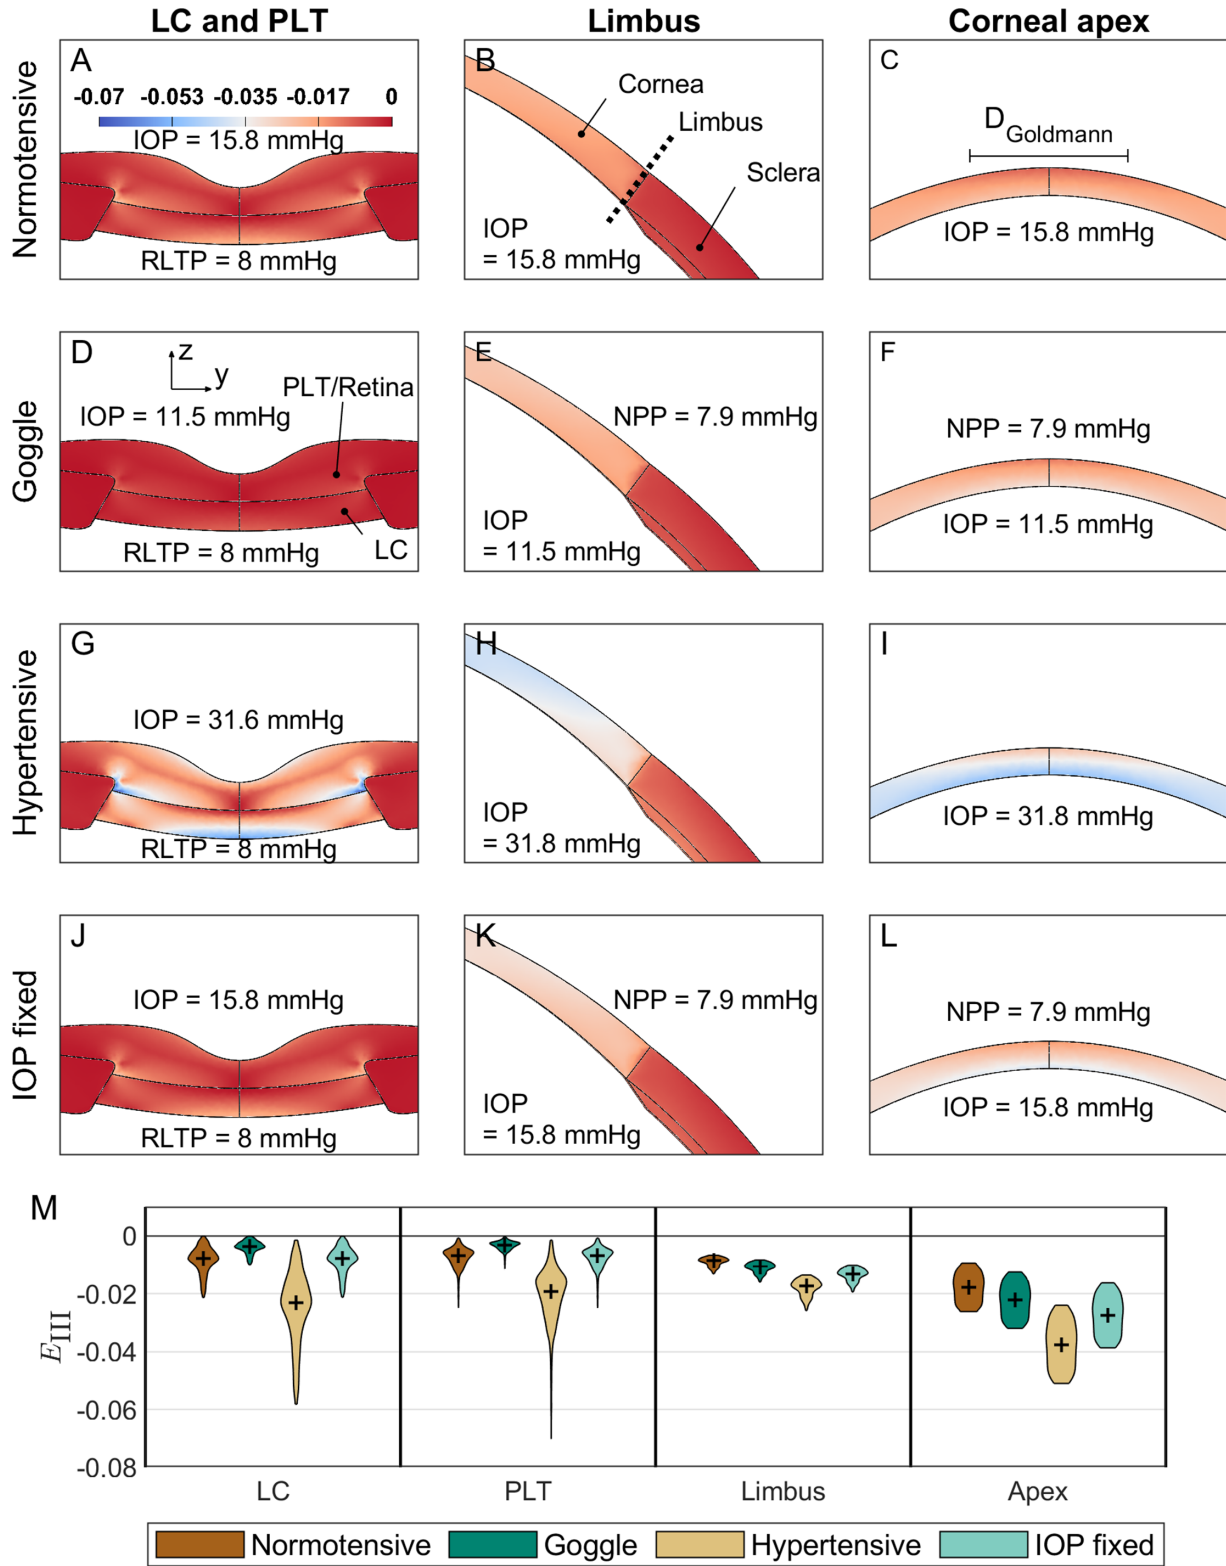 LC and PLT
Limbus
Corneal apex
Normotensive
A
-0.07 -0.053 -0.035 -0.017 0
IOP = 15.8 mmHg
RLTP = 8 mmHg
B
Cornea
Limbus
Sclera
IOP
= 15.8 mmHg
C
DGoldmann
IOP = 15.8 mmHg
Goggle
D
z
y
PLT/Retina
IOP = 11.5 mmHg
LC
RLTP = 8 mmHg
E
NPP = 7.9 mmHg
IOP
= 11.5 mmHg
F
NPP = 7.9 mmHg
IOP = 11.5 mmHg
Hypertensive
G
IOP = 31.6 mmHg
RLTP = 8 mmHg
H
IOP
= 31.8 mmHg
I
IOP = 31.8 mmHg
IOP fixed
J
IOP = 15.8 mmHg
RLTP = 8 mmHg
K
NPP = 7.9 mmHg
IOP
= 15.8 mmHg
L
NPP = 7.9 mmHg
IOP = 15.8 mmHg
M
EIII
0
-0.02
-0.04
-0.06
-0.08
LC PLT Limbus Apex
Normotensive Goggle Hypertensive IOP fixed